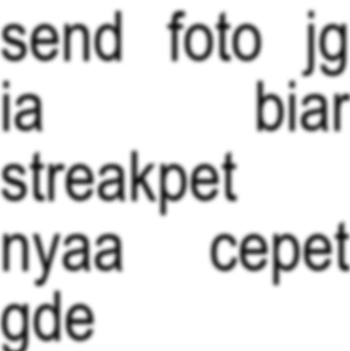 send foto jg
ia biar
streakpet
nyaa cepet
gde